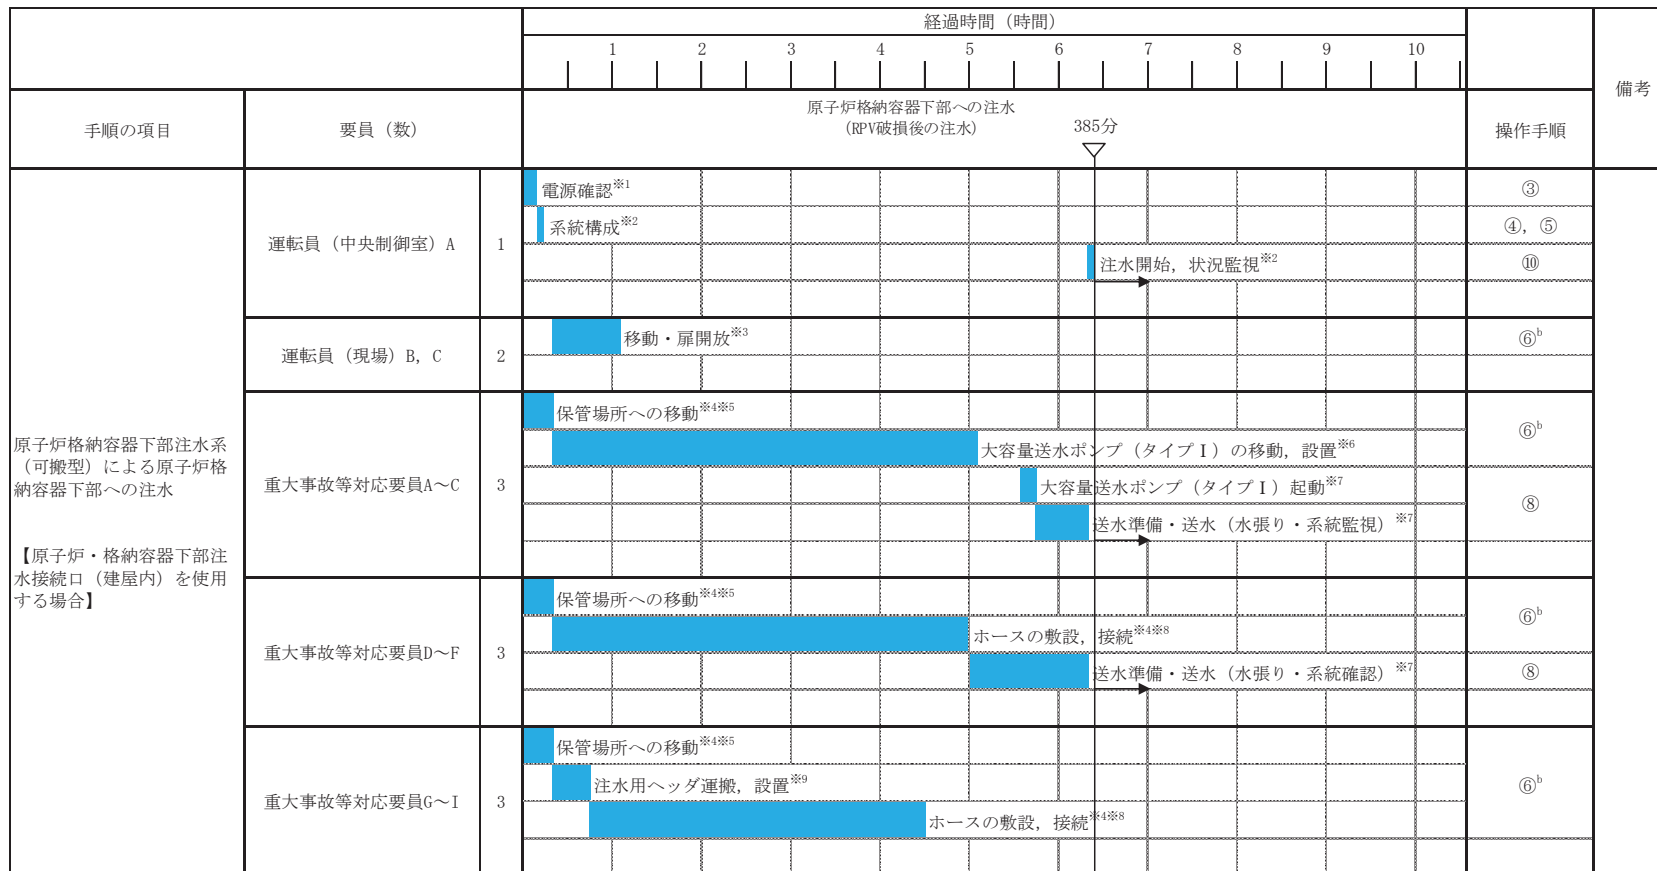 経過時間（時間）
1 2 3 4 5 6 7 8 9 10
備考
手順の項目
要員（数）
原子炉格納容器下部への注水
（RPV破損後の注水）
385分
操作手順
電源確認※1
③
系統構成※2
④，⑤
運転員（中央制御室）A
1
注水開始，状況監視※2
⑩
運転員（現場）B，C
2
移動・扉開放※3
⑥b
原子炉格納容器下部注水系
（可搬型）による原子炉格
納容器下部への注水
【原子炉・格納容器下部注
水接続口（建屋内）を使用
する場合】
重大事故等対応要員A～C
3
保管場所への移動※4※5
⑥b
大容量送水ポンプ（タイプⅠ）の移動，設置※6
大容量送水ポンプ（タイプⅠ）起動※7
⑧
送水準備・送水（水張り・系統監視）※7
重大事故等対応要員D～F
3
保管場所への移動※4※5
⑥b
ホースの敷設，接続※4※8
送水準備・送水（水張り・系統確認）※7
⑧
重大事故等対応要員G～I
3
保管場所への移動※4※5
注水用ヘッダ運搬，設置※9
⑥b
ホースの敷設，接続※4※8